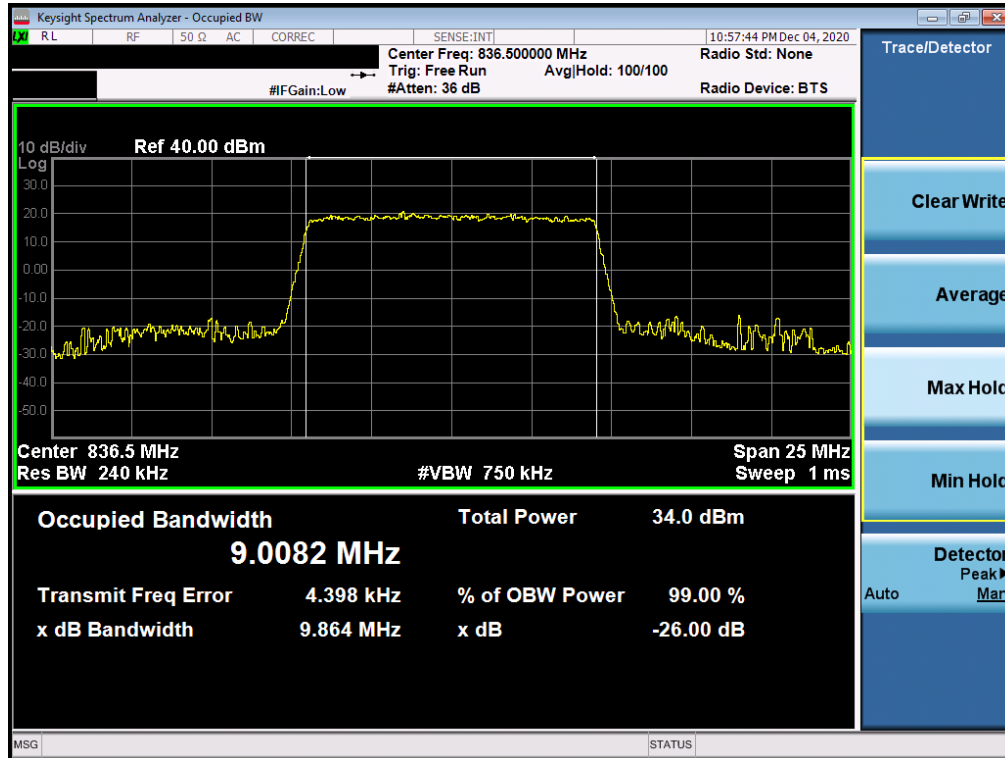 Keysight Spectrum Analyzer - Occupied BW
LXI RL RF 50 Ω AC CORREC SENSE:INT 10:57:44 PM Dec 04, 2020
Center Freq: 836.500000 MHz Radio Std: None
Trig: Free Run Avg|Hold: 100/100
#IFGain:Low #Atten: 36 dB Radio Device: BTS
10 dB/div Ref 40.00 dBm
Log
30.0
20.0
10.0
0.00
-10.0
-20.0
-30.0
-40.0
-50.0
Center 836.5 MHz Span 25 MHz
Res BW 240 kHz #VBW 750 kHz Sweep 1 ms
Occupied Bandwidth Total Power 34.0 dBm
9.0082 MHz
Transmit Freq Error 4.398 kHz % of OBW Power 99.00 %
x dB Bandwidth 9.864 MHz x dB -26.00 dB
MSG STATUS
Trace/Detector
Clear Write
Average
Max Hold
Min Hold
Detector
Peak
Auto Man